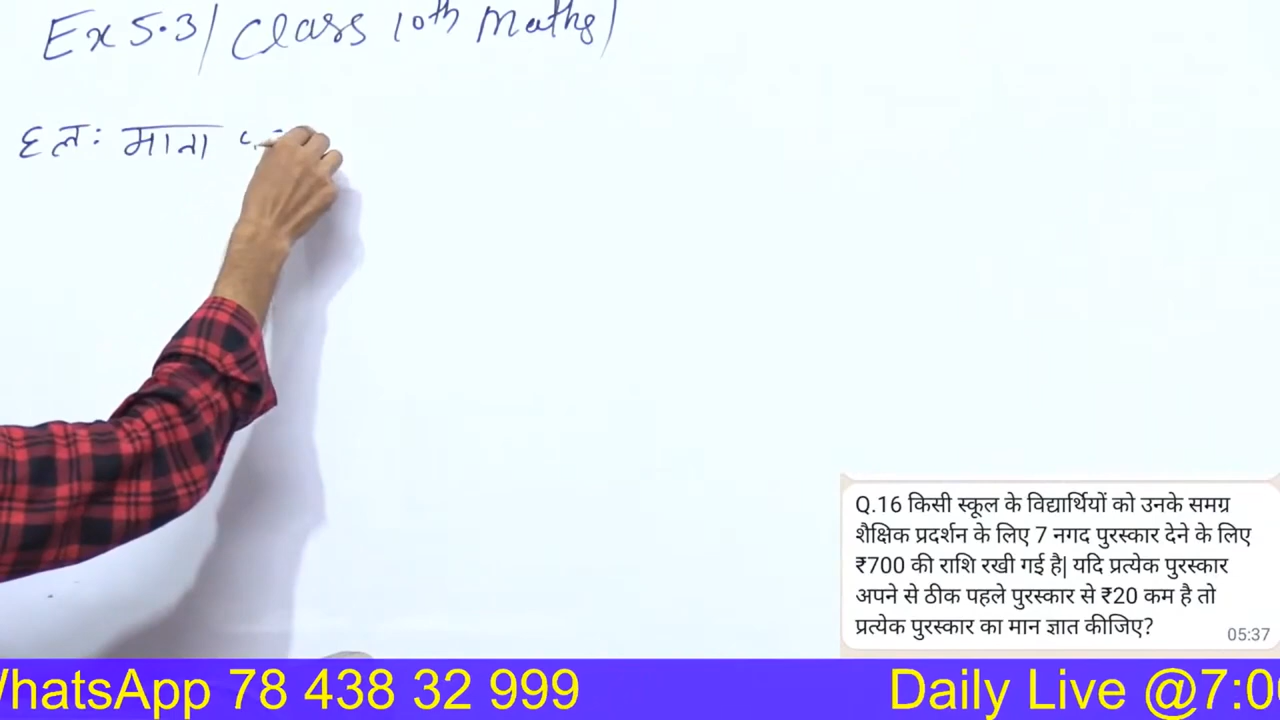 Ex 5.3/ Class 10th Maths/
हलः माना
Q.16 किसी स्कूल के विद्यार्थियों को उनके समग्र
शैक्षिक प्रदर्शन के लिए 7 नगद पुरस्कार देने के लिए
₹700 की राशि रखी गई है| यदि प्रत्येक पुरस्कार
अपने से ठीक पहले पुरस्कार से ₹20 कम है तो
प्रत्येक पुरस्कार का मान ज्ञात कीजिए?
05:37
WhatsApp 78 438 32 999 Daily Live @7:0